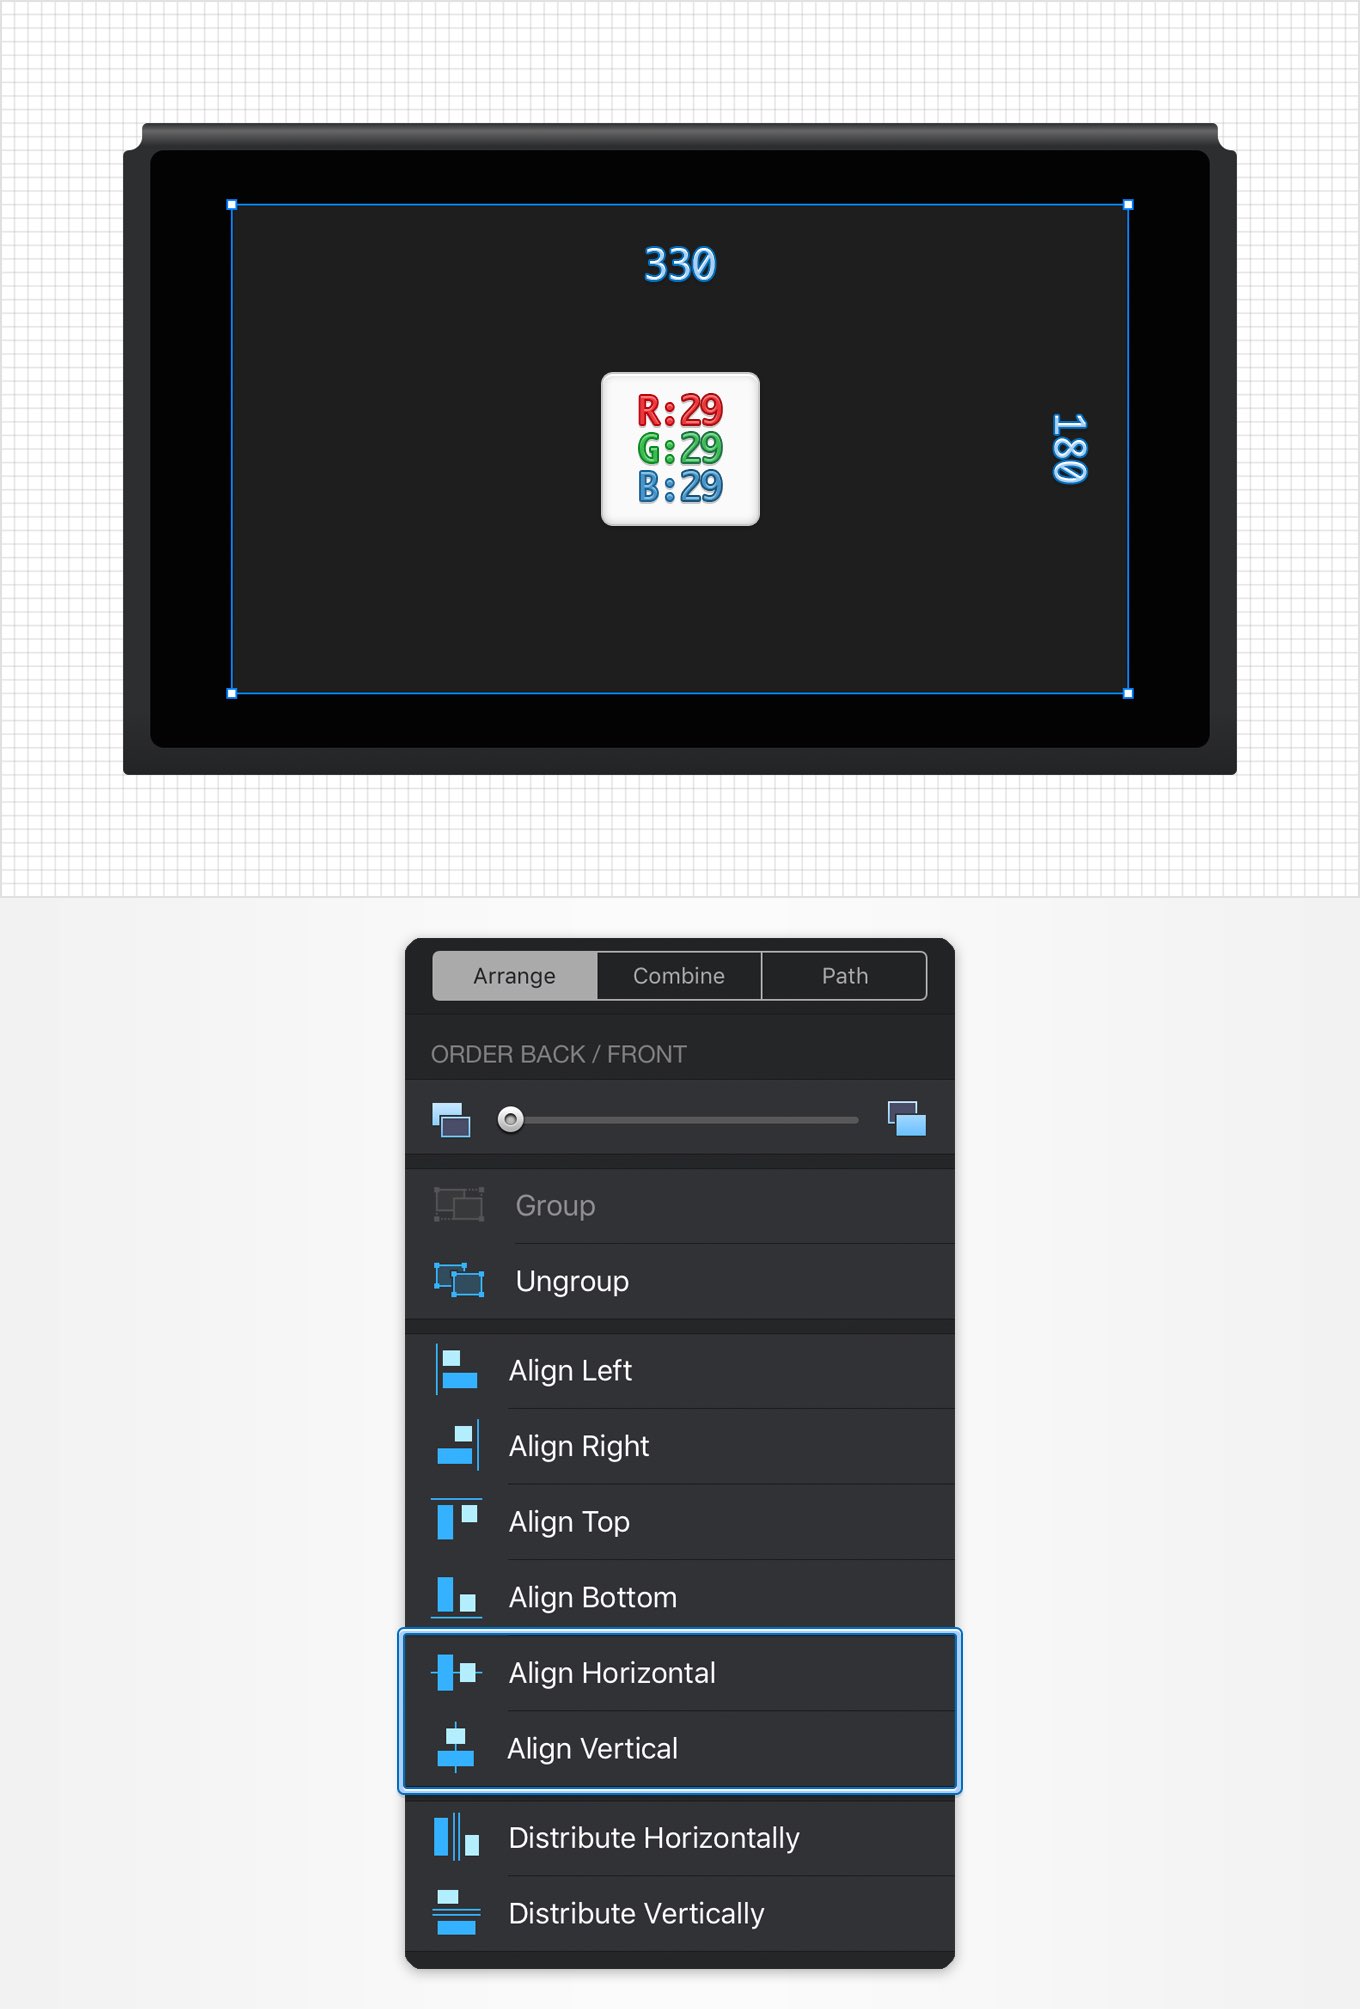 330
R:29
G:29
B:29
180
Arrange Combine Path
ORDER BACK / FRONT
Group
Ungroup
Align Left
Align Right
Align Top
Align Bottom
Align Horizontal
Align Vertical
Distribute Horizontally
Distribute Vertically